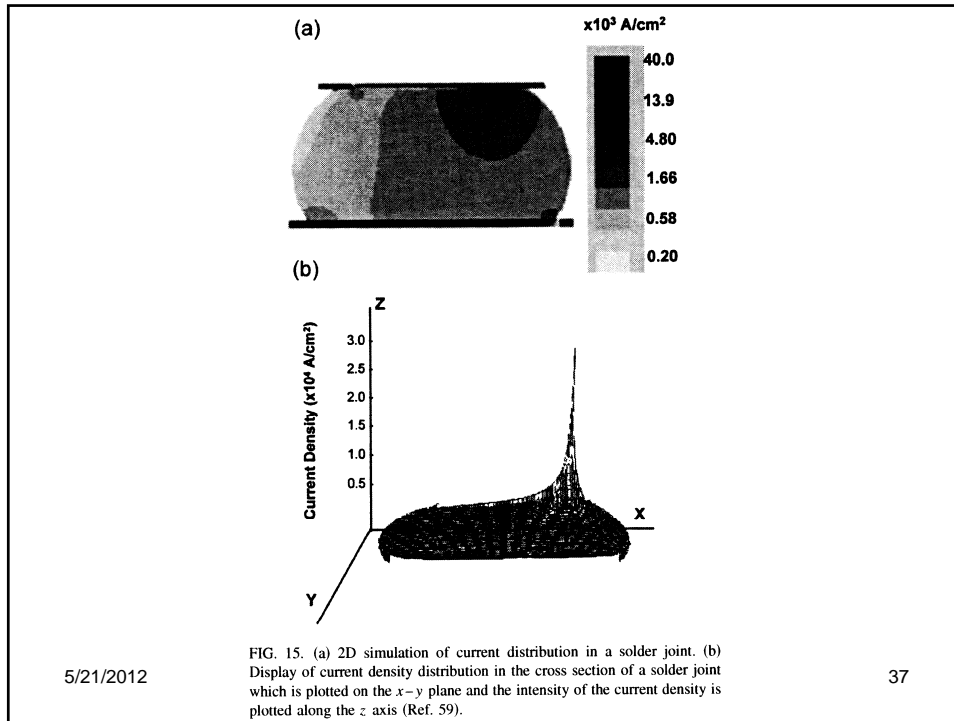 (a)
x10³ A/cm²
40.0
13.9
4.80
1.66
0.58
0.20
(b)
Z
Current Density (x10⁴ A/cm²)
3.0
2.5
2.0
1.5
1.0
0.5
X
Y
FIG. 15. (a) 2D simulation of current distribution in a solder joint. (b)
Display of current density distribution in the cross section of a solder joint
which is plotted on the x–y plane and the intensity of the current density is
plotted along the z axis (Ref. 59).
5/21/2012
37